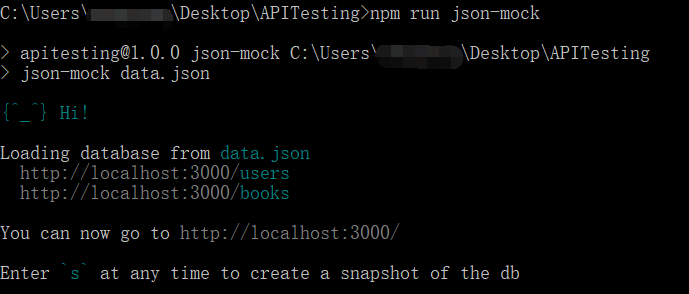 C:\Users\ \Desktop\APITesting>npm run json-mock
> apitesting@1.0.0 json-mock C:\Users\ \Desktop\APITesting
> json-mock data.json
{^_^} Hi!
Loading database from data.json
http://localhost:3000/users
http://localhost:3000/books
You can now go to http://localhost:3000/
Enter `s` at any time to create a snapshot of the db